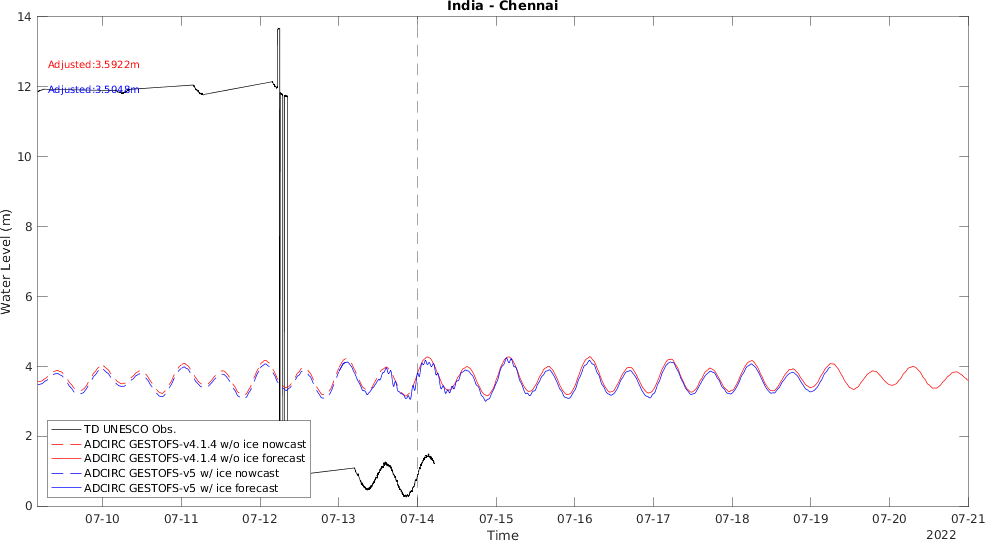 India - Chennai
14
12
10
8
6
4
2
0
Water Level (m)
Adjusted:3.5922m
Adjusted:3.5048m
TD UNESCO Obs.
ADCIRC GESTOFS-v4.1.4 w/o ice nowcast
ADCIRC GESTOFS-v4.1.4 w/o ice forecast
ADCIRC GESTOFS-v5 w/ ice nowcast
ADCIRC GESTOFS-v5 w/ ice forecast
07-10 07-11 07-12 07-13 07-14 07-15 07-16 07-17 07-18 07-19 07-20 07-21
Time
2022